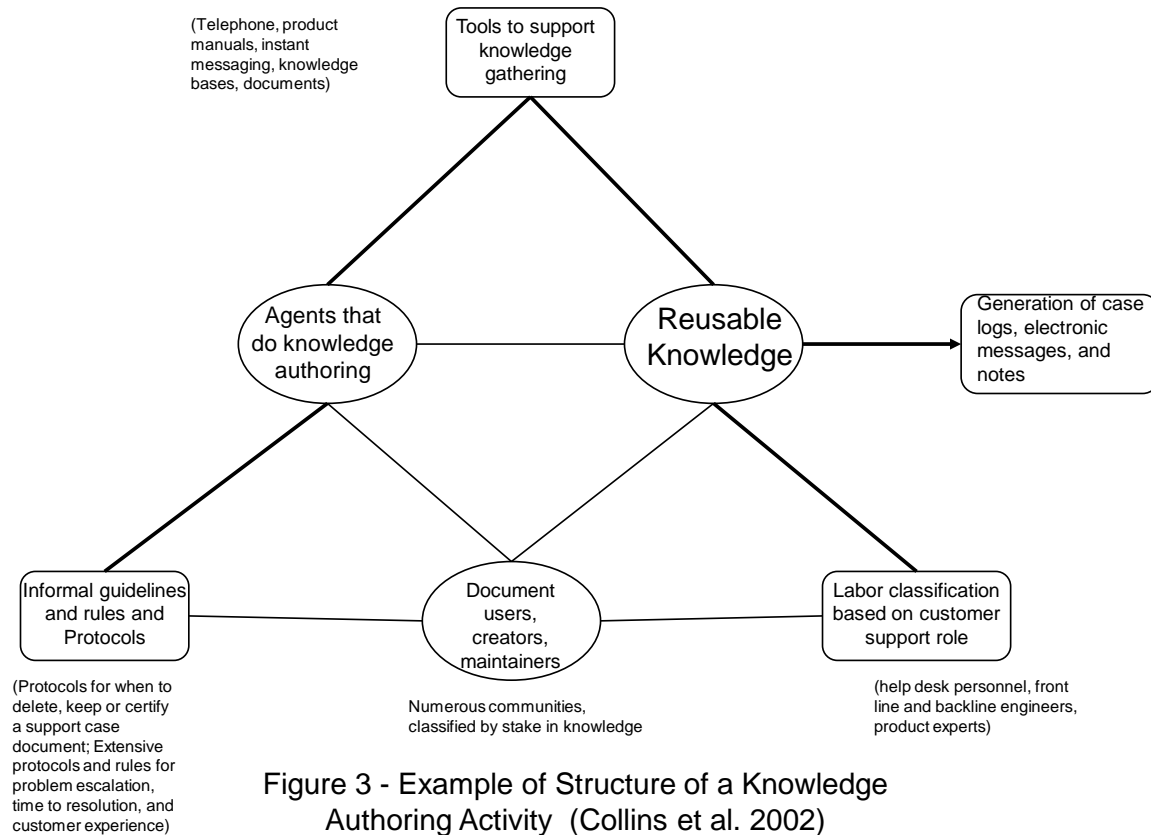 (Telephone, product
manuals, instant
messaging, knowledge
bases, documents)
Tools to support
knowledge
gathering
Agents that
do knowledge
authoring
Reusable
Knowledge
Generation of case
logs, electronic
messages, and
notes
Informal guidelines
and rules and
Protocols
Document
users,
creators,
maintainers
Labor classification
based on customer
support role
(Protocols for when to
delete, keep or certify
a support case
document; Extensive
protocols and rules for
problem escalation,
time to resolution, and
customer experience)
Numerous communities,
classified by stake in knowledge
(help desk personnel, front
line and backline engineers,
product experts)
Figure 3 - Example of Structure of a Knowledge
Authoring Activity (Collins et al. 2002)